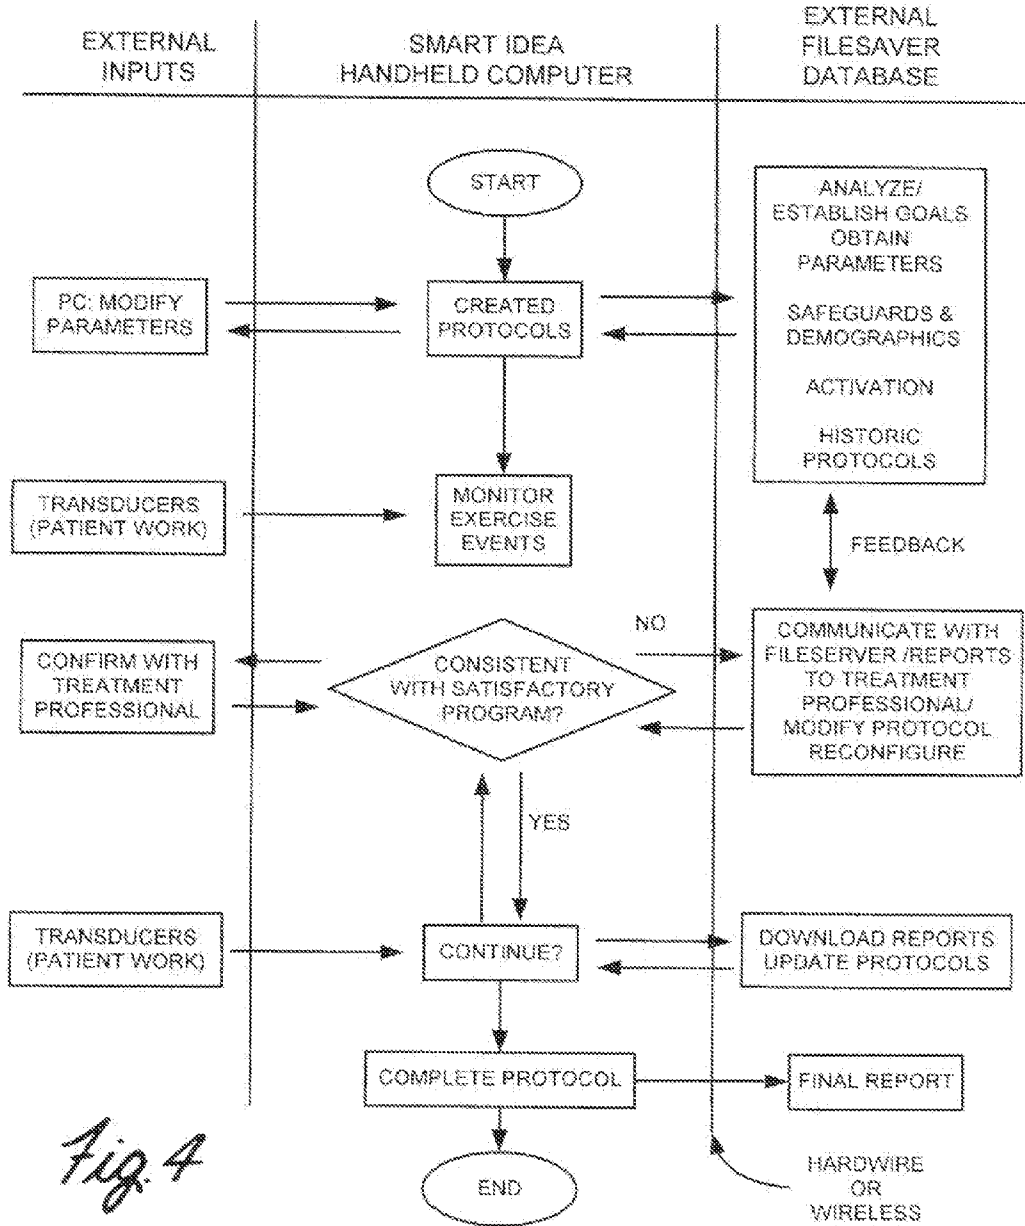 EXTERNAL
INPUTS
SMART IDEA
HANDHELD COMPUTER
EXTERNAL
FILESAVER
DATABASE
START
ANALYZE/
ESTABLISH GOALS
OBTAIN
PARAMETERS
SAFEGUARDS &
DEMOGRAPHICS
ACTIVATION
HISTORIC
PROTOCOLS
PC: MODIFY
PARAMETERS
CREATED
PROTOCOLS
TRANSDUCERS
(PATIENT WORK)
MONITOR
EXERCISE
EVENTS
FEEDBACK
CONFIRM WITH
TREATMENT
PROFESSIONAL
CONSISTENT
WITH SATISFACTORY
PROGRAM?
NO
COMMUNICATE WITH
FILESERVER /REPORTS
TO TREATMENT
PROFESSIONAL/
MODIFY PROTOCOL
RECONFIGURE
YES
TRANSDUCERS
(PATIENT WORK)
CONTINUE?
DOWNLOAD REPORTS
UPDATE PROTOCOLS
COMPLETE PROTOCOL
FINAL REPORT
END
HARDWIRE
OR
WIRELESS
Fig. 4